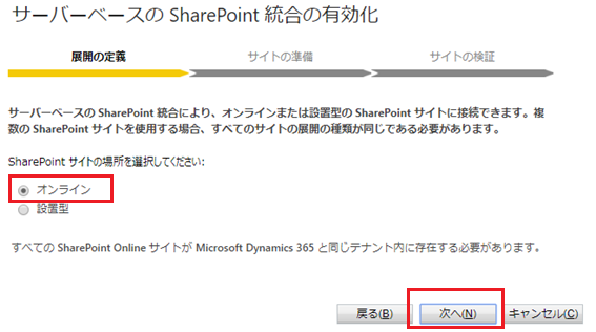 サーバーベースの SharePoint 統合の有効化
展開の定義
サイトの準備
サイトの検証
サーバーベースの SharePoint 統合により、オンラインまたは設置型の SharePoint サイトに接続できます。複
数の SharePoint サイトを使用する場合、すべてのサイトの展開の種類が同じである必要があります。
SharePoint サイトの場所を選択してください:
オンライン
設置型
すべての SharePoint Online サイトが Microsoft Dynamics 365 と同じテナント内に存在する必要があります。
戻る(B)
次へ(N)
キャンセル(C)